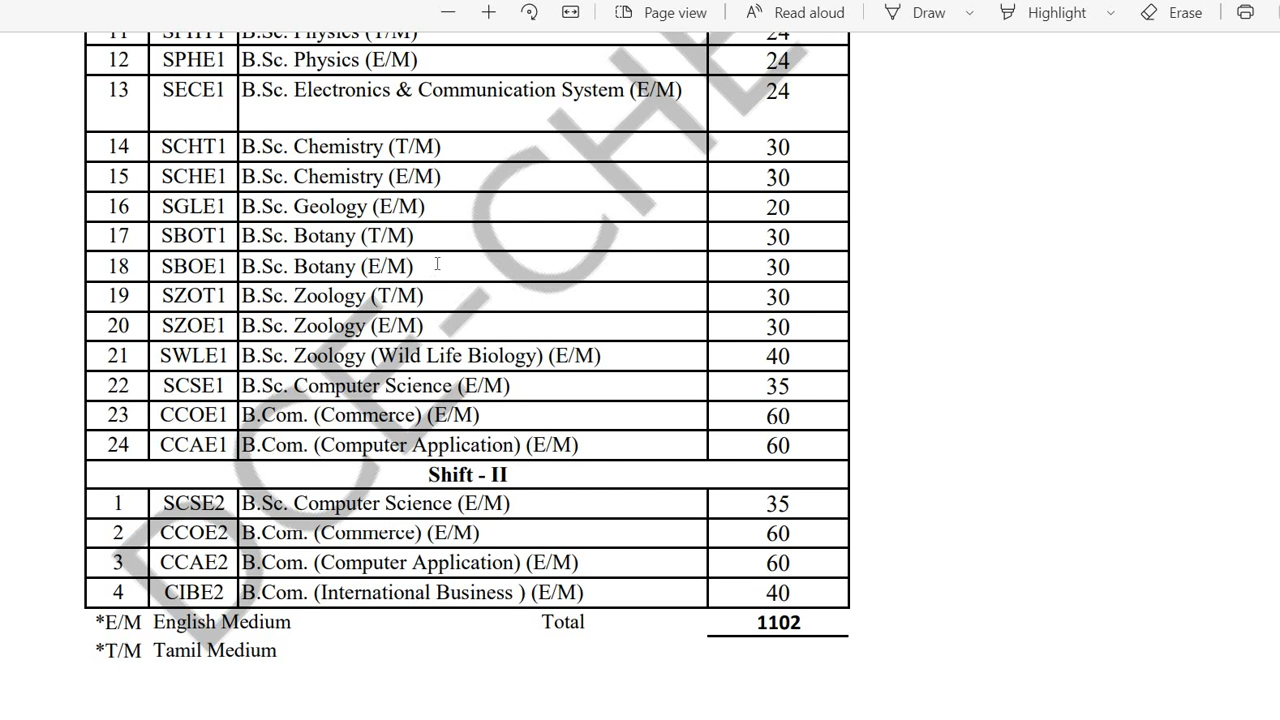 Page view Read aloud Draw Highlight Erase
11 SPHT1 B.Sc. Physics (T/M) 24
12 SPHE1 B.Sc. Physics (E/M) 24
13 SECE1 B.Sc. Electronics & Communication System (E/M) 24
14 SCHT1 B.Sc. Chemistry (T/M) 30
15 SCHE1 B.Sc. Chemistry (E/M) 30
16 SGLE1 B.Sc. Geology (E/M) 20
17 SBOT1 B.Sc. Botany (T/M) 30
18 SBOE1 B.Sc. Botany (E/M) 30
19 SZOT1 B.Sc. Zoology (T/M) 30
20 SZOE1 B.Sc. Zoology (E/M) 30
21 SWLE1 B.Sc. Zoology (Wild Life Biology) (E/M) 40
22 SCSE1 B.Sc. Computer Science (E/M) 35
23 CCOE1 B.Com. (Commerce) (E/M) 60
24 CCAE1 B.Com. (Computer Application) (E/M) 60
Shift - II
1 SCSE2 B.Sc. Computer Science (E/M) 35
2 CCOE2 B.Com. (Commerce) (E/M) 60
3 CCAE2 B.Com. (Computer Application) (E/M) 60
4 CIBE2 B.Com. (International Business ) (E/M) 40
*E/M English Medium Total 1102
*T/M Tamil Medium
DCE-CHE